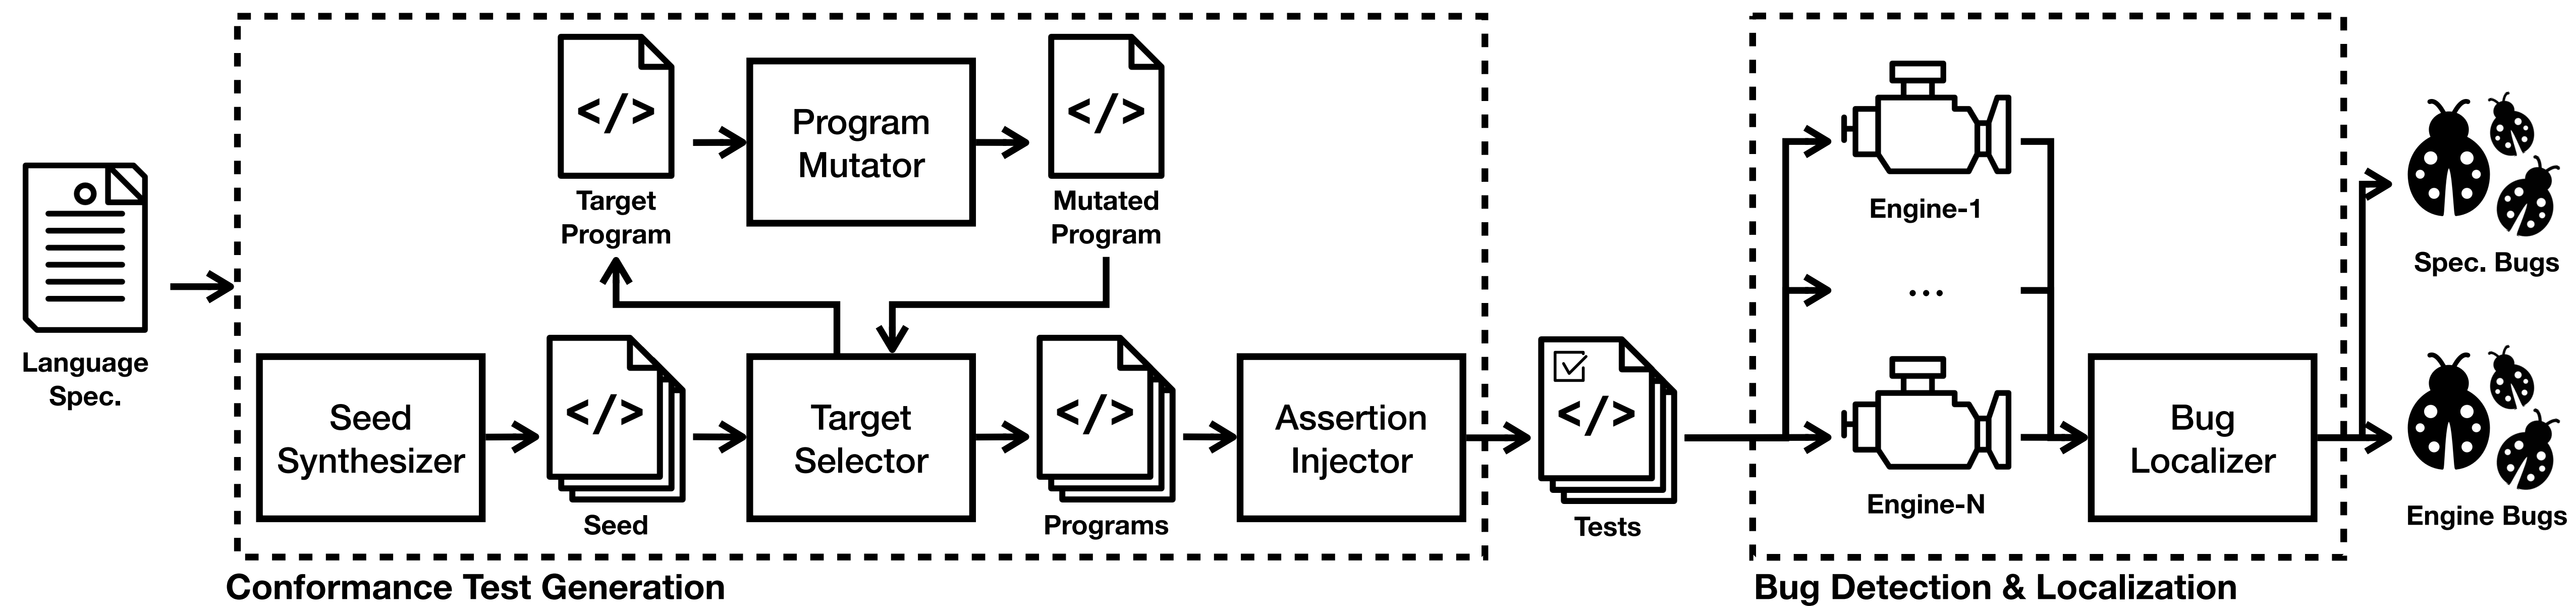 Language
Spec.
</>
Target
Program
Program
Mutator
</>
Mutated
Program
Seed
Synthesizer
</>
Seed
Target
Selector
</>
Programs
Assertion
Injector
Conformance Test Generation
</>
Tests
Engine-1
...
Engine-N
Bug
Localizer
Bug Detection & Localization
Spec. Bugs
Engine Bugs